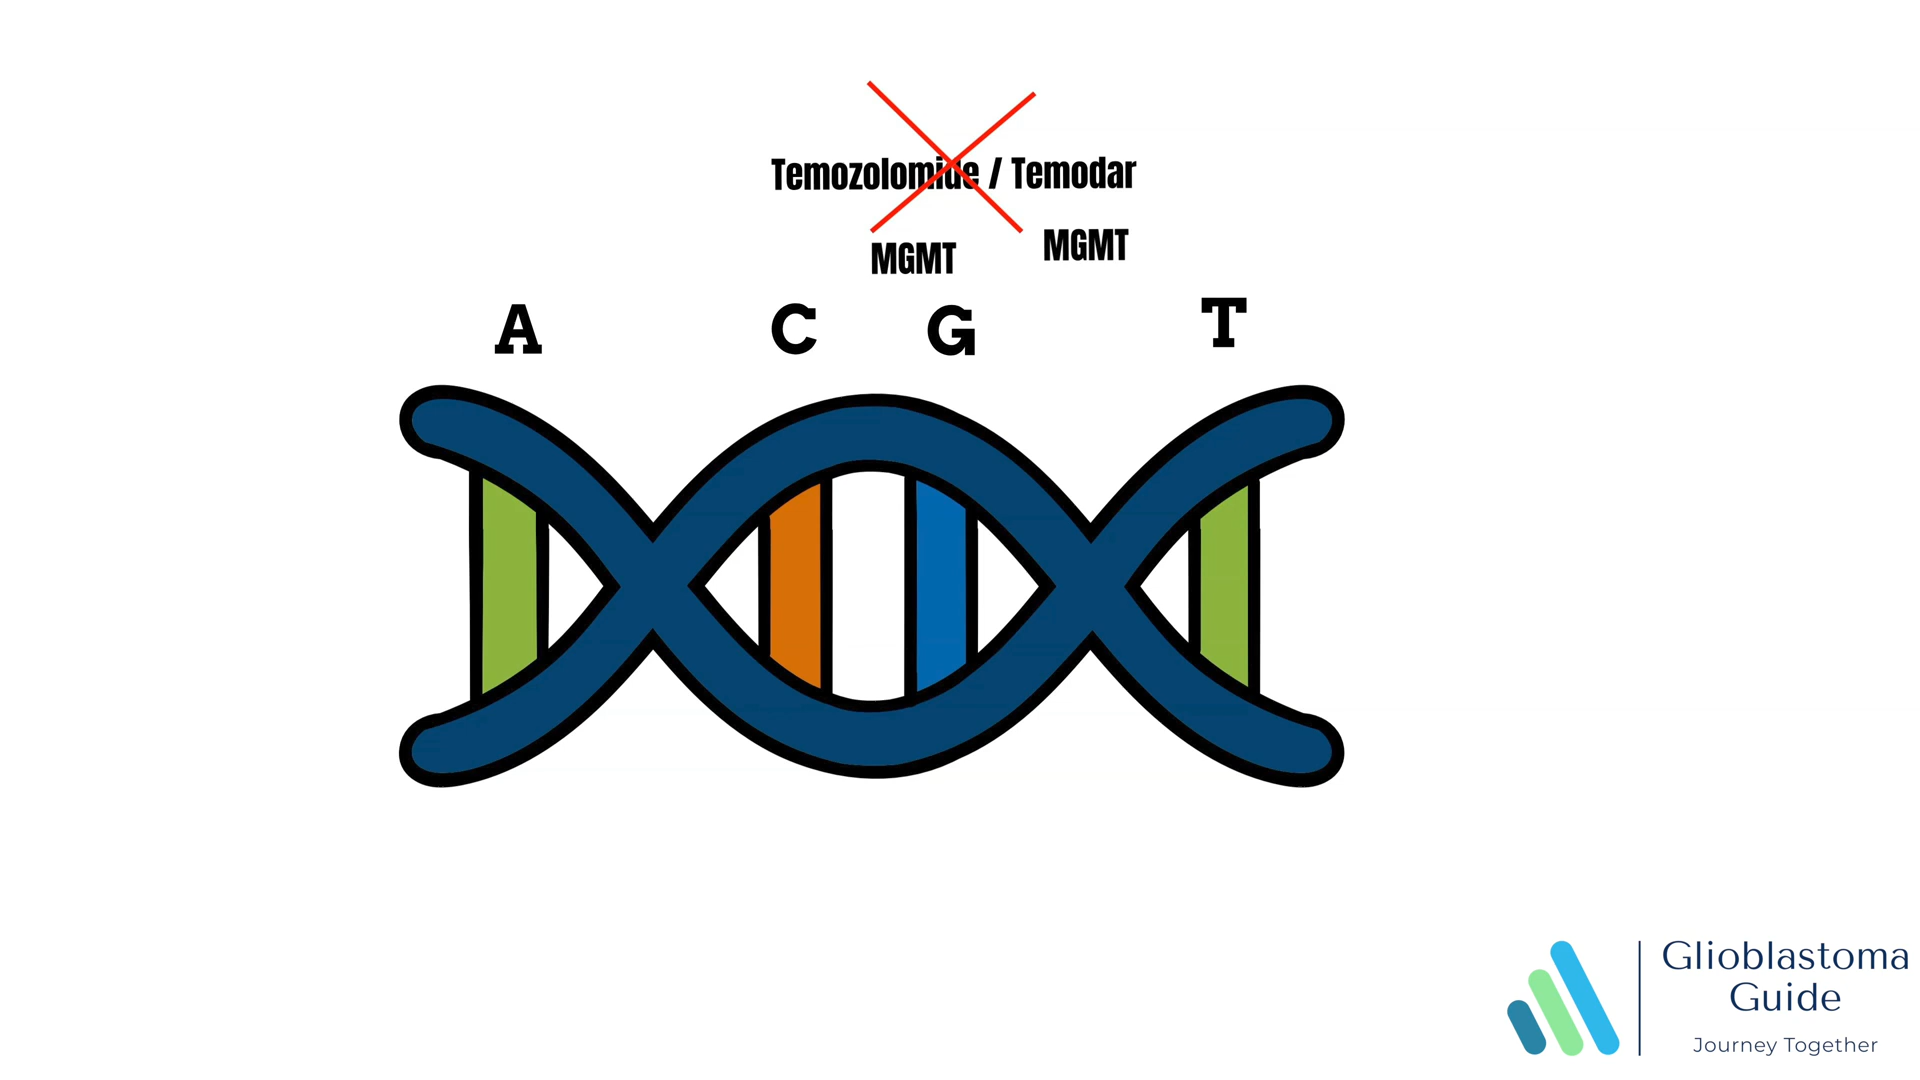 Temozolomide / Temodar
MGMT
MGMT
A C G T
Glioblastoma
Guide
Journey Together